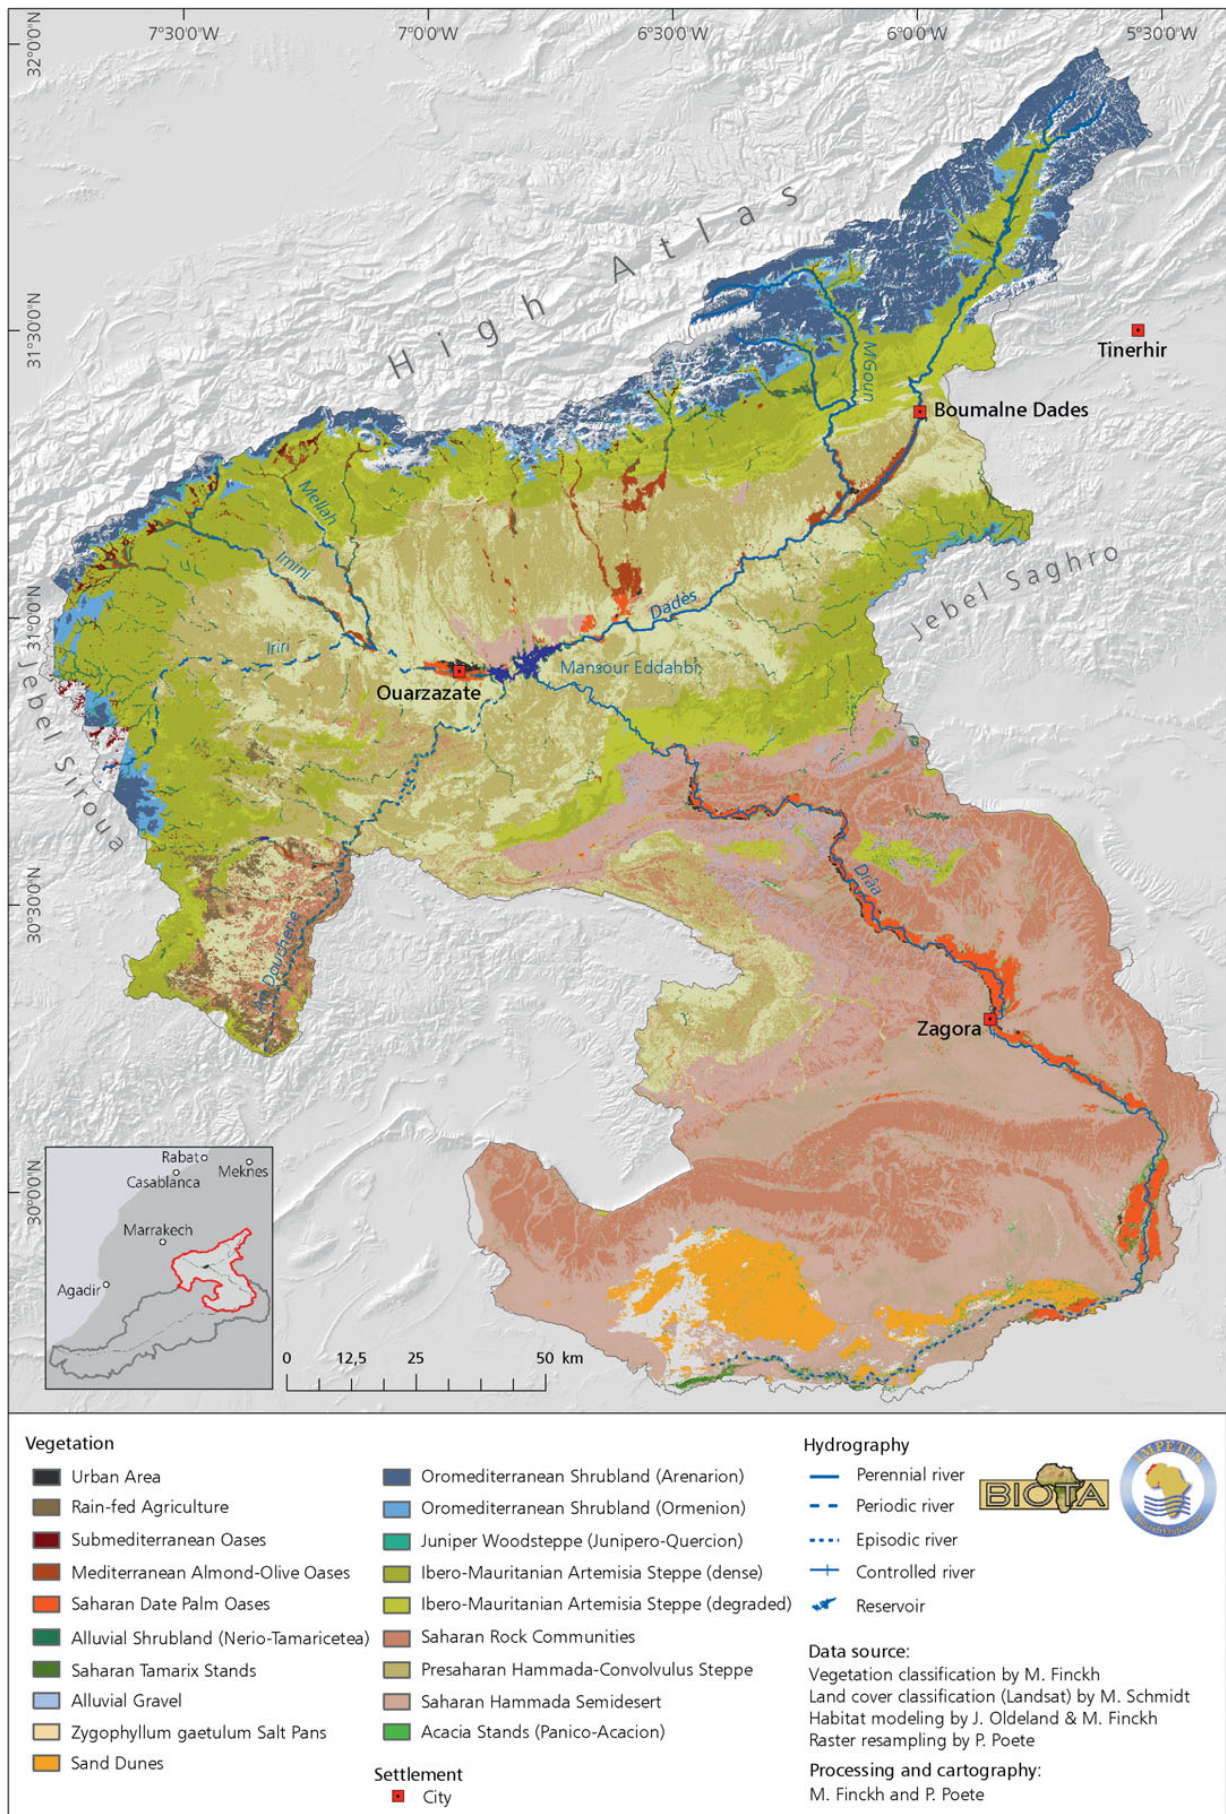 7°30'0"W
7°0'0"W
6°30'0"W
6°0'0"W
5°30'0"W
32°0'0"N
31°30'0"N
31°0'0"N
30°30'0"N
30°0'0"N
High Atlas
Tinerhir
M'Goun
Boumalne Dades
Mellah
Imini
Jebel Saghro
Dadès
Iriri
Mansour Eddahbi
Ouarzazate
Jebel Siroua
Drâa
Aït Douchene
Zagora
Rabat
Meknes
Casablanca
Marrakech
Agadir
0 12,5 25 50 km
Vegetation
Urban Area
Rain-fed Agriculture
Submediterranean Oases
Mediterranean Almond-Olive Oases
Saharan Date Palm Oases
Alluvial Shrubland (Nerio-Tamaricetea)
Saharan Tamarix Stands
Alluvial Gravel
Zygophyllum gaetulum Salt Pans
Sand Dunes
Oromediterranean Shrubland (Arenarion)
Oromediterranean Shrubland (Ormenion)
Juniper Woodsteppe (Junipero-Quercion)
Ibero-Mauritanian Artemisia Steppe (dense)
Ibero-Mauritanian Artemisia Steppe (degraded)
Saharan Rock Communities
Presaharan Hammada-Convolvulus Steppe
Saharan Hammada Semidesert
Acacia Stands (Panico-Acacion)
Settlement
City
Hydrography
Perennial river
Periodic river
Episodic river
Controlled river
Reservoir
BIOTA
IMPETUS
Data source:
Vegetation classification by M. Finckh
Land cover classification (Landsat) by M. Schmidt
Habitat modeling by J. Oldeland & M. Finckh
Raster resampling by P. Poete
Processing and cartography:
M. Finckh and P. Poete